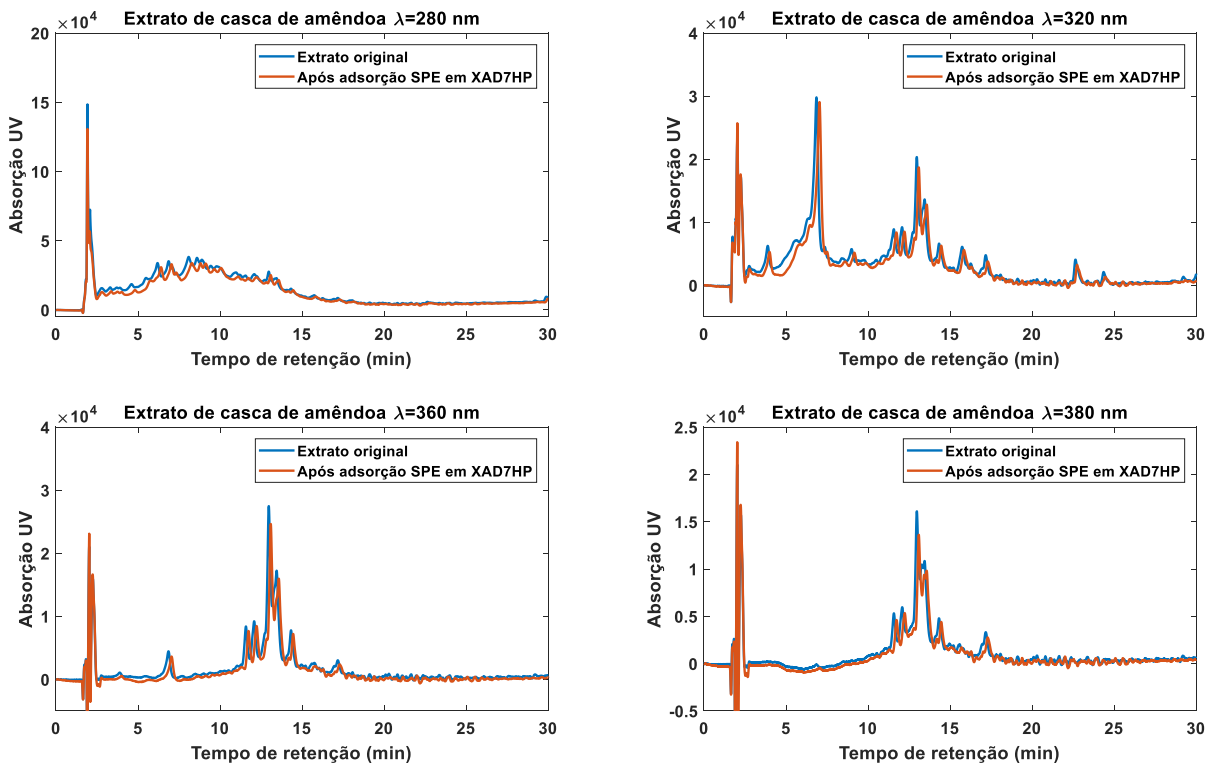 Extrato de casca de amêndoa λ=280 nm
×10⁴
20
15
10
5
0
Absorção UV
Extrato original
Após adsorção SPE em XAD7HP
0 5 10 15 20 25 30
Tempo de retenção (min)
Extrato de casca de amêndoa λ=320 nm
×10⁴
4
3
2
1
0
Absorção UV
Extrato original
Após adsorção SPE em XAD7HP
0 5 10 15 20 25 30
Tempo de retenção (min)
Extrato de casca de amêndoa λ=360 nm
×10⁴
4
3
2
1
0
Absorção UV
Extrato original
Após adsorção SPE em XAD7HP
0 5 10 15 20 25 30
Tempo de retenção (min)
Extrato de casca de amêndoa λ=380 nm
×10⁴
2.5
2
1.5
1
0.5
0
-0.5
Absorção UV
Extrato original
Após adsorção SPE em XAD7HP
0 5 10 15 20 25 30
Tempo de retenção (min)